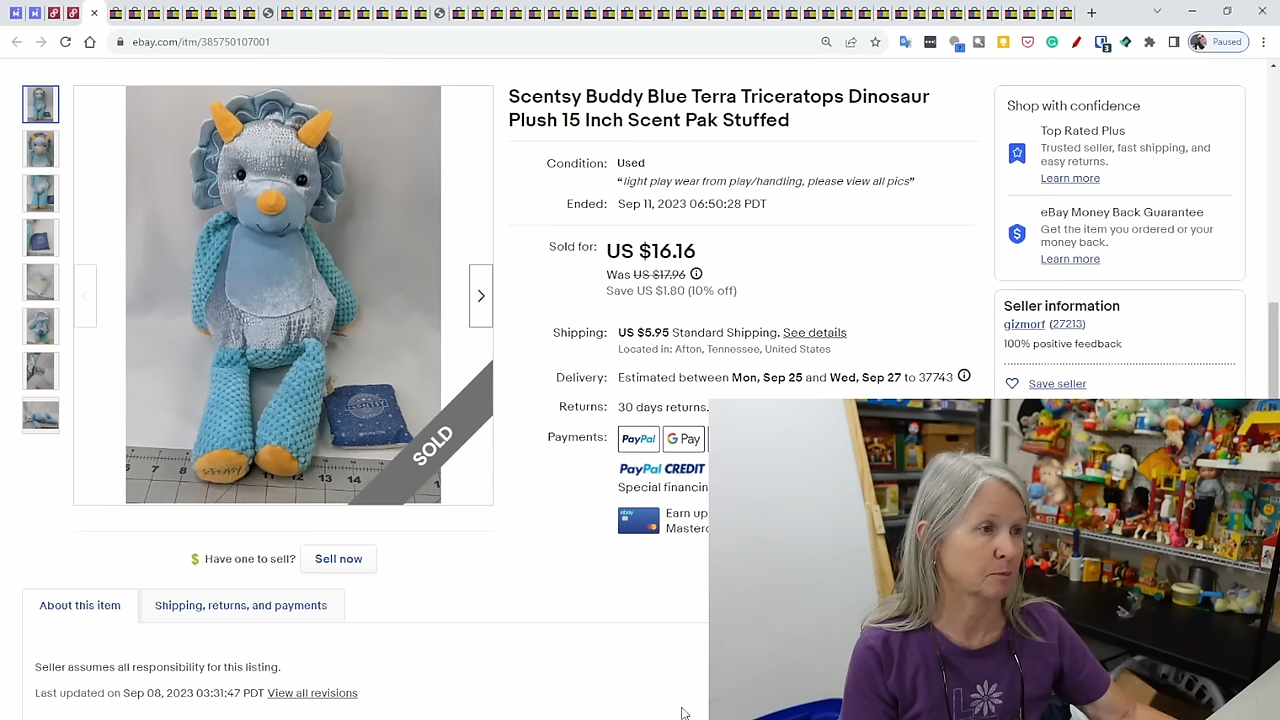 ebay.com/itm/385750107001
Paused
Scentsy Buddy Blue Terra Triceratops Dinosaur
Plush 15 Inch Scent Pak Stuffed
Condition: Used
“light play wear from play/handling, please view all pics”
Ended: Sep 11, 2023 06:50:28 PDT
Sold for: US $16.16
Was US $17.96
Save US $1.80 (10% off)
Shipping: US $5.95 Standard Shipping. See details
Located in: Afton, Tennessee, United States
Delivery: Estimated between Mon, Sep 25 and Wed, Sep 27 to 37743
Returns: 30 days returns.
Payments: PayPal G Pay
PayPal CREDIT
Special financin
ebay
Earn up
Masterc
Shop with confidence
Top Rated Plus
Trusted seller, fast shipping, and
easy returns.
Learn more
eBay Money Back Guarantee
Get the item you ordered or your
money back.
Learn more
Seller information
gizmorf (27213)
100% positive feedback
Save seller
SOLD
SCENTSY
7 8 12 13 14
Have one to sell? Sell now
About this item
Shipping, returns, and payments
Seller assumes all responsibility for this listing.
Last updated on Sep 08, 2023 03:31:47 PDT View all revisions